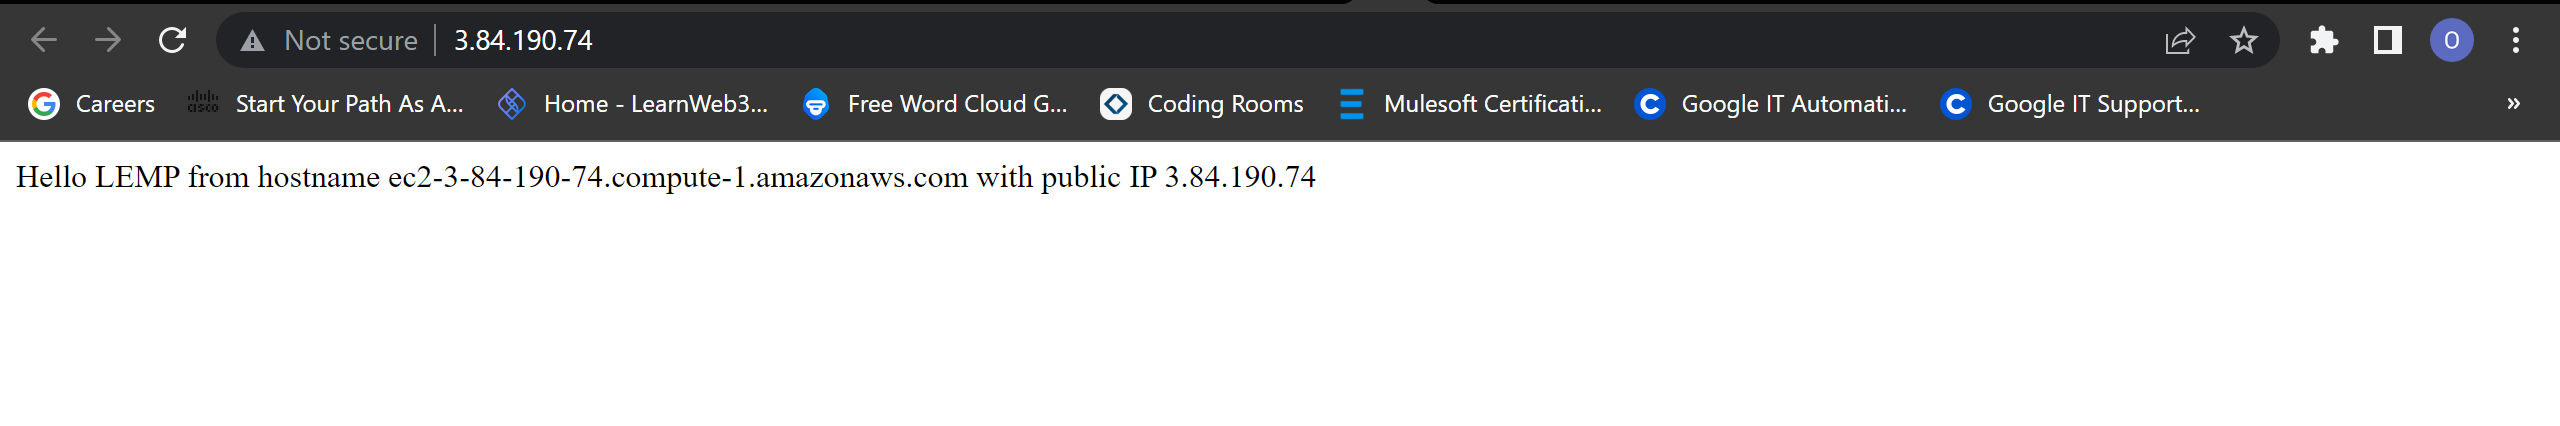 Not secure 3.84.190.74 O
Careers cisco Start Your Path As A... Home - LearnWeb3... Free Word Cloud G... Coding Rooms Mulesoft Certificati... Google IT Automati... Google IT Support... »
Hello LEMP from hostname ec2-3-84-190-74.compute-1.amazonaws.com with public IP 3.84.190.74